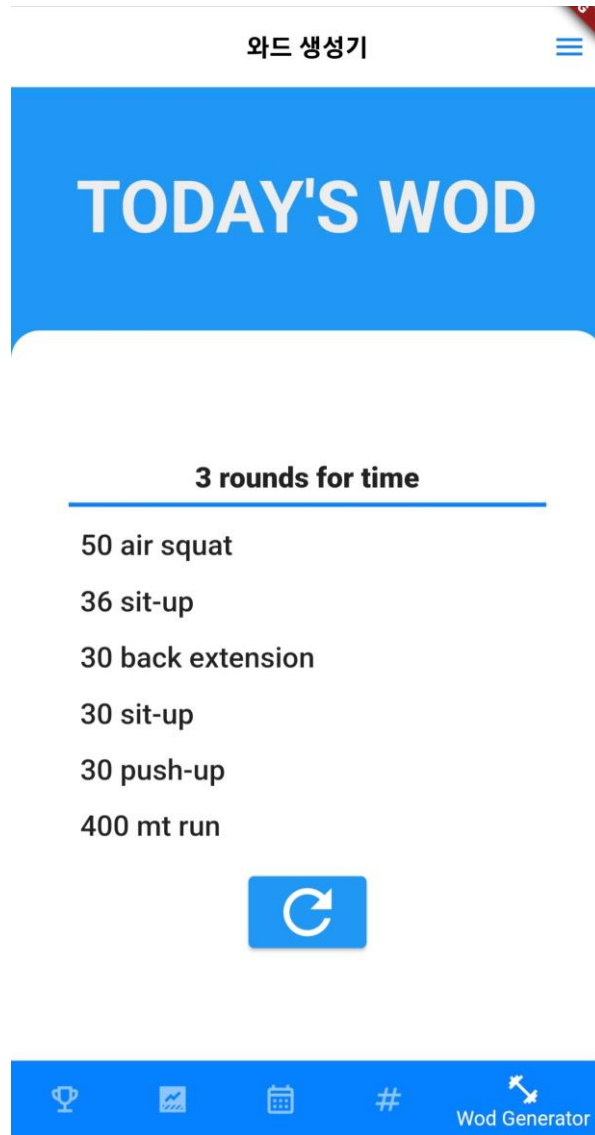 와드 생성기
TODAY'S WOD
3 rounds for time
50 air squat
36 sit-up
30 back extension
30 sit-up
30 push-up
400 mt run
#
Wod Generator